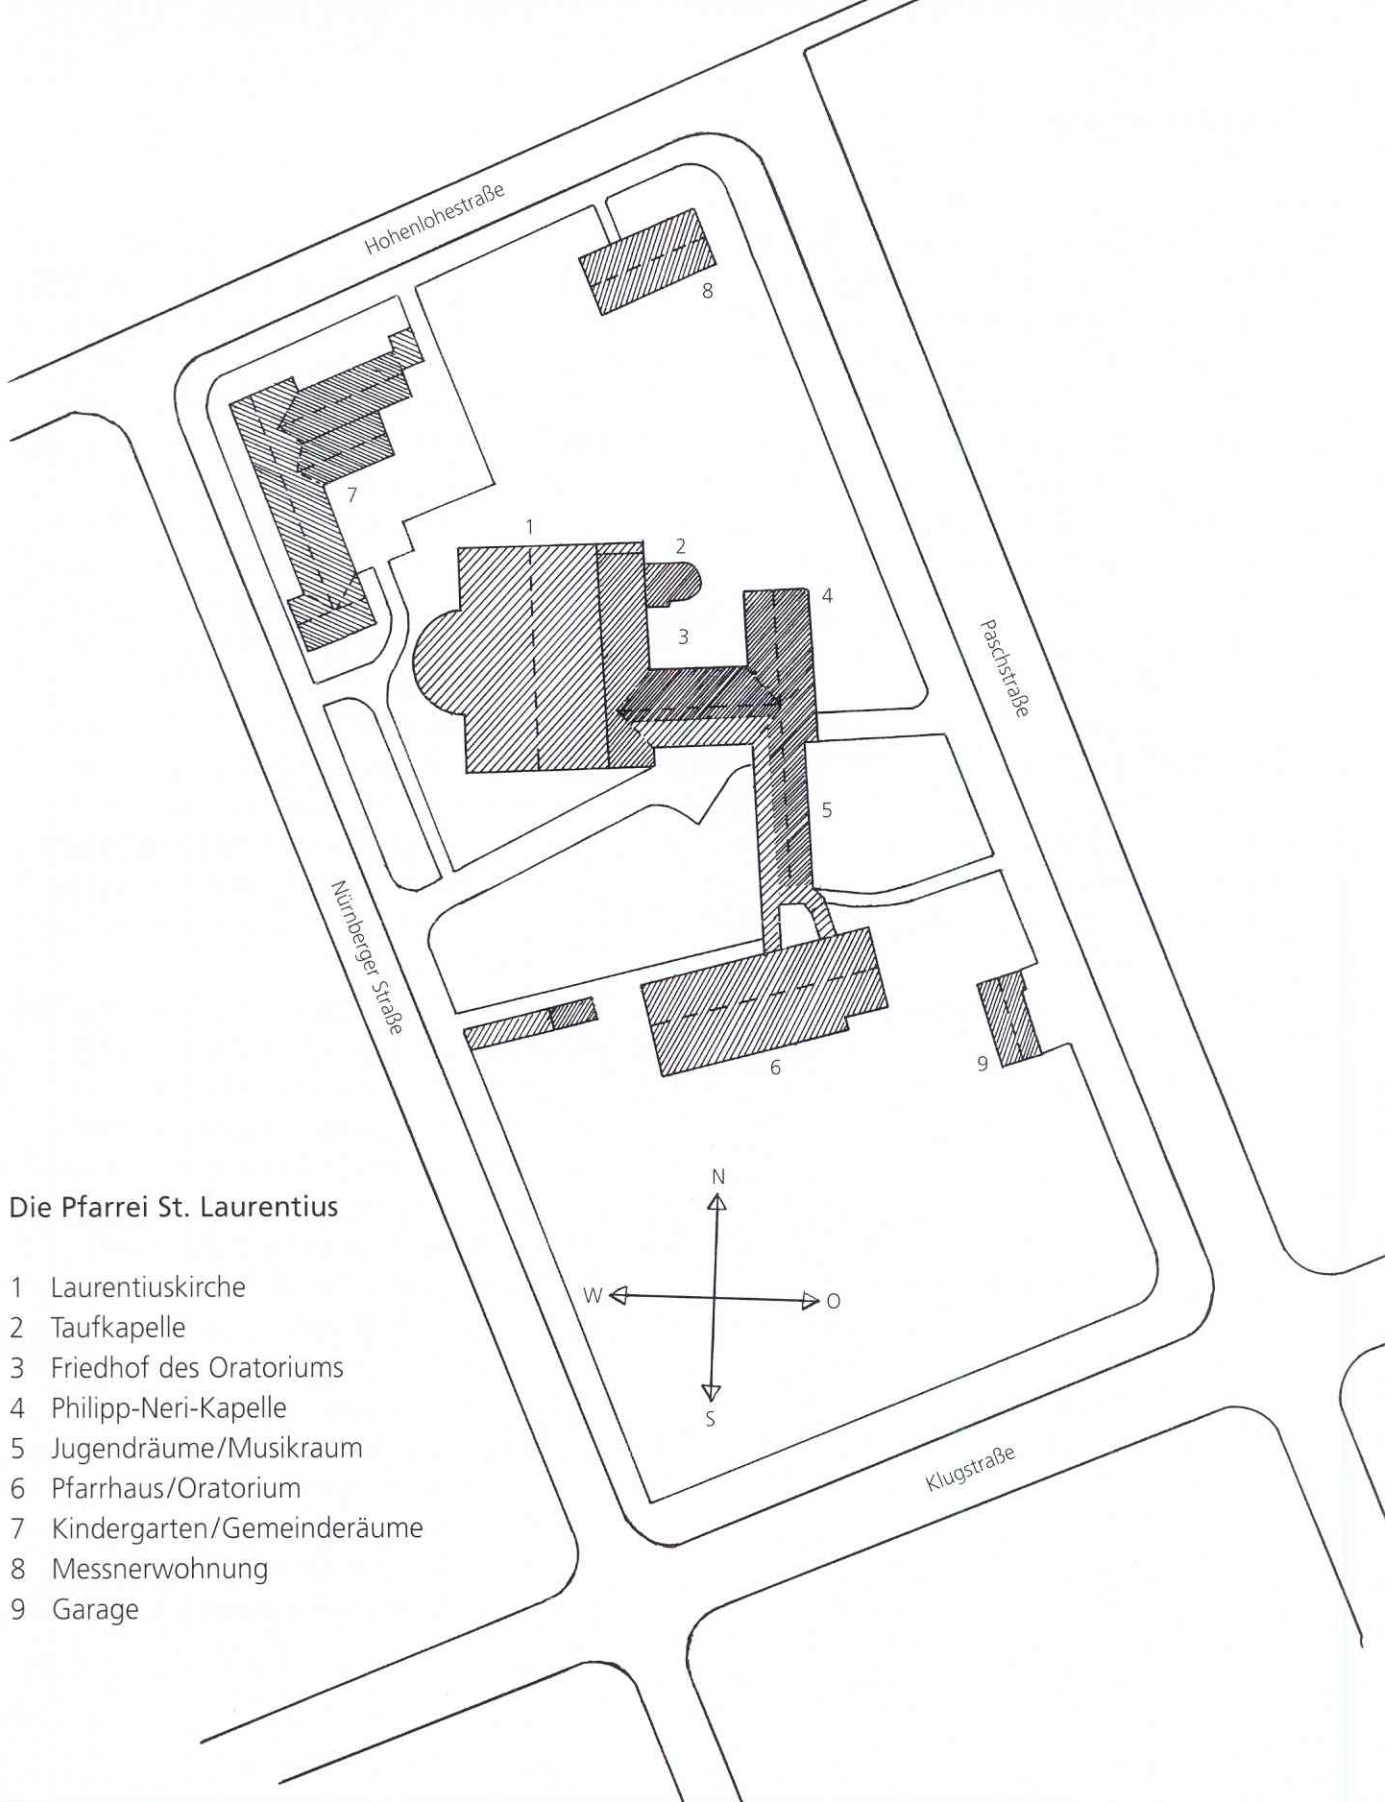 Hohenlohestraße
8
7
1
2
4
3
Paschstraße
5
Nürnberger Straße
9
6
N
W
O
S
Klugstraße
Die Pfarrei St. Laurentius
1 Laurentiuskirche
2 Taufkapelle
3 Friedhof des Oratoriums
4 Philipp-Neri-Kapelle
5 Jugendräume/Musikraum
6 Pfarrhaus/Oratorium
7 Kindergarten/Gemeinderäume
8 Messnerwohnung
9 Garage